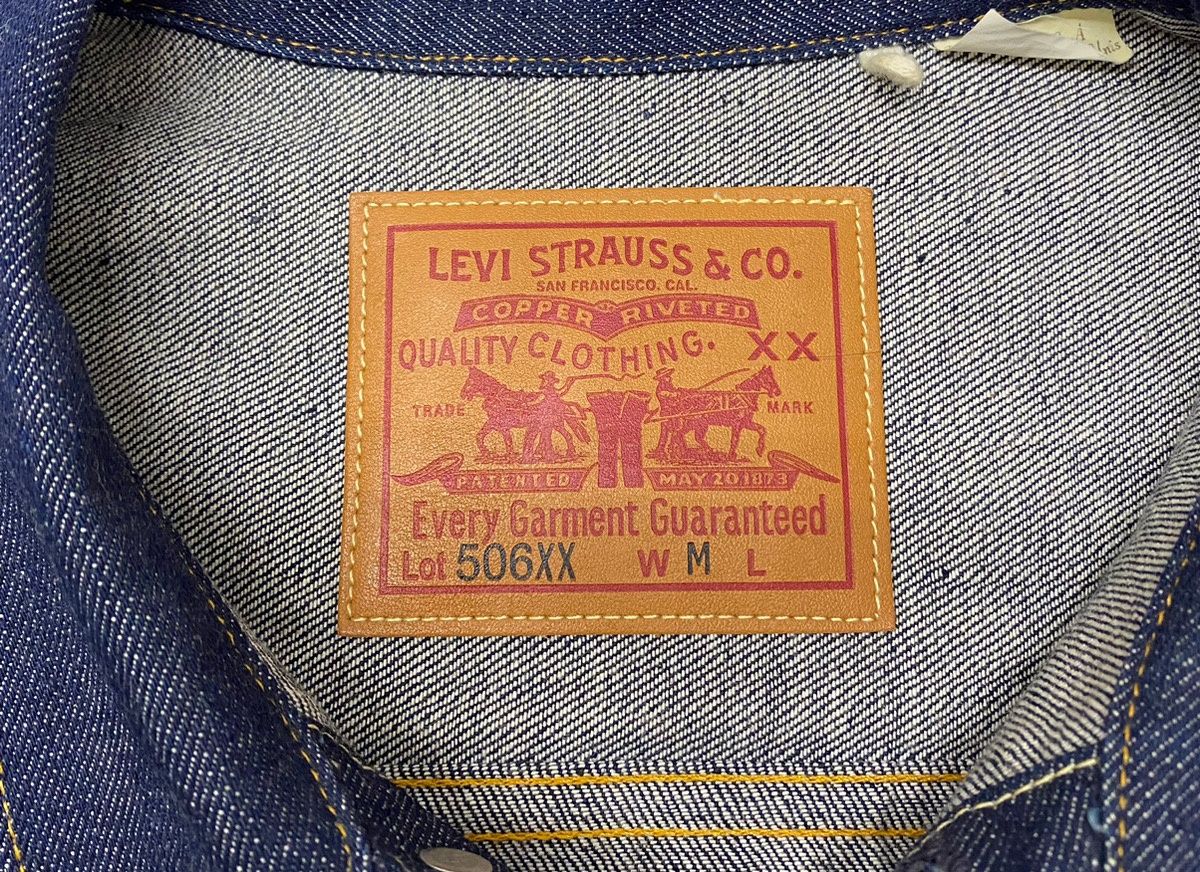 LEVI STRAUSS & CO.
SAN FRANCISCO, CAL.
COPPER RIVETED
QUALITY CLOTHING. XX
TRADE MARK
PATENTED MAY 20 1873
Every Garment Guaranteed
Lot 506XX W M L